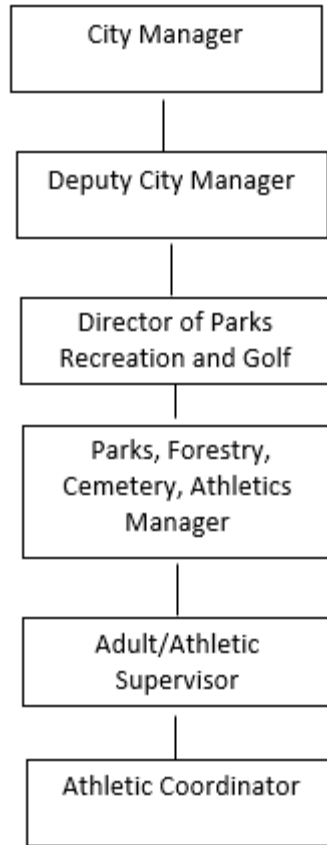 City Manager
Deputy City Manager
Director of Parks
Recreation and Golf
Parks, Forestry,
Cemetery, Athletics
Manager
Adult/Athletic
Supervisor
Athletic Coordinator